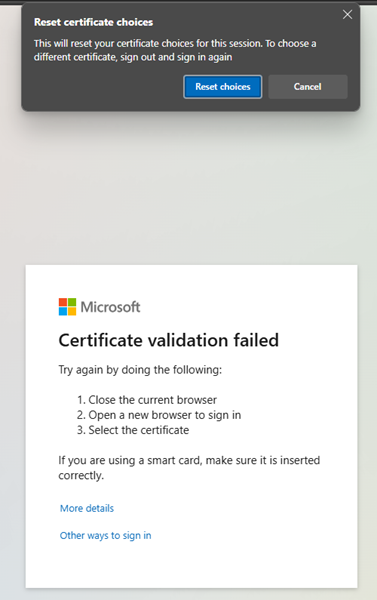 Reset certificate choices
This will reset your certificate choices for this session. To choose a
different certificate, sign out and sign in again
Reset choices
Cancel
Microsoft
Certificate validation failed
Try again by doing the following:
1. Close the current browser
2. Open a new browser to sign in
3. Select the certificate
If you are using a smart card, make sure it is inserted
correctly.
More details
Other ways to sign in